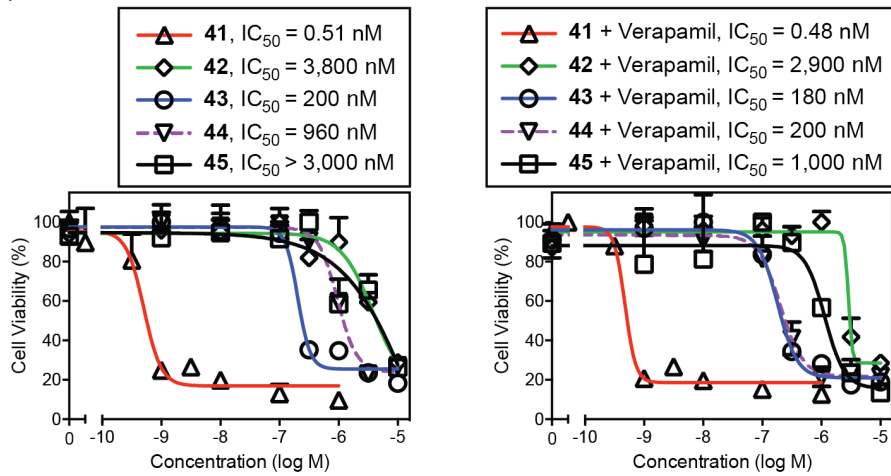 41, IC50 = 0.51 nM
42, IC50 = 3,800 nM
43, IC50 = 200 nM
44, IC50 = 960 nM
45, IC50 > 3,000 nM
100
80
60
40
20
0
Cell Viability (%)
0 -10 -9 -8 -7 -6 -5
Concentration (log M)
41 + Verapamil, IC50 = 0.48 nM
42 + Verapamil, IC50 = 2,900 nM
43 + Verapamil, IC50 = 180 nM
44 + Verapamil, IC50 = 200 nM
45 + Verapamil, IC50 = 1,000 nM
100
80
60
40
20
0
Cell Viability (%)
0 -10 -9 -8 -7 -6 -5
Concentration (log M)